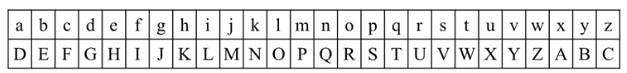 a b c d e f g h i j k l m n o p q r s t u v w x y z
D E F G H I J K L M N O P Q R S T U V W X Y Z A B C